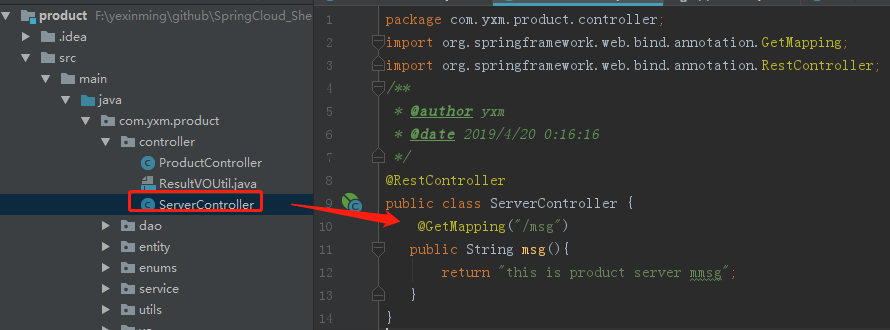 product F:\yexinming\github\SpringCloud_She
.idea
src
main
java
com.yxm.product
controller
ProductController
ResultVOUtil.java
ServerController
dao
entity
enums
service
utils
1 package com.yxm.product.controller;
2 import org.springframework.web.bind.annotation.GetMapping;
3 import org.springframework.web.bind.annotation.RestController;
4 /**
5 * @author yxm
6 * @date 2019/4/20 0:16:16
7 */
8 @RestController
9 public class ServerController {
10 @GetMapping("/msg")
11 public String msg(){
12 return "this is product server mmsg";
13 }
14 }